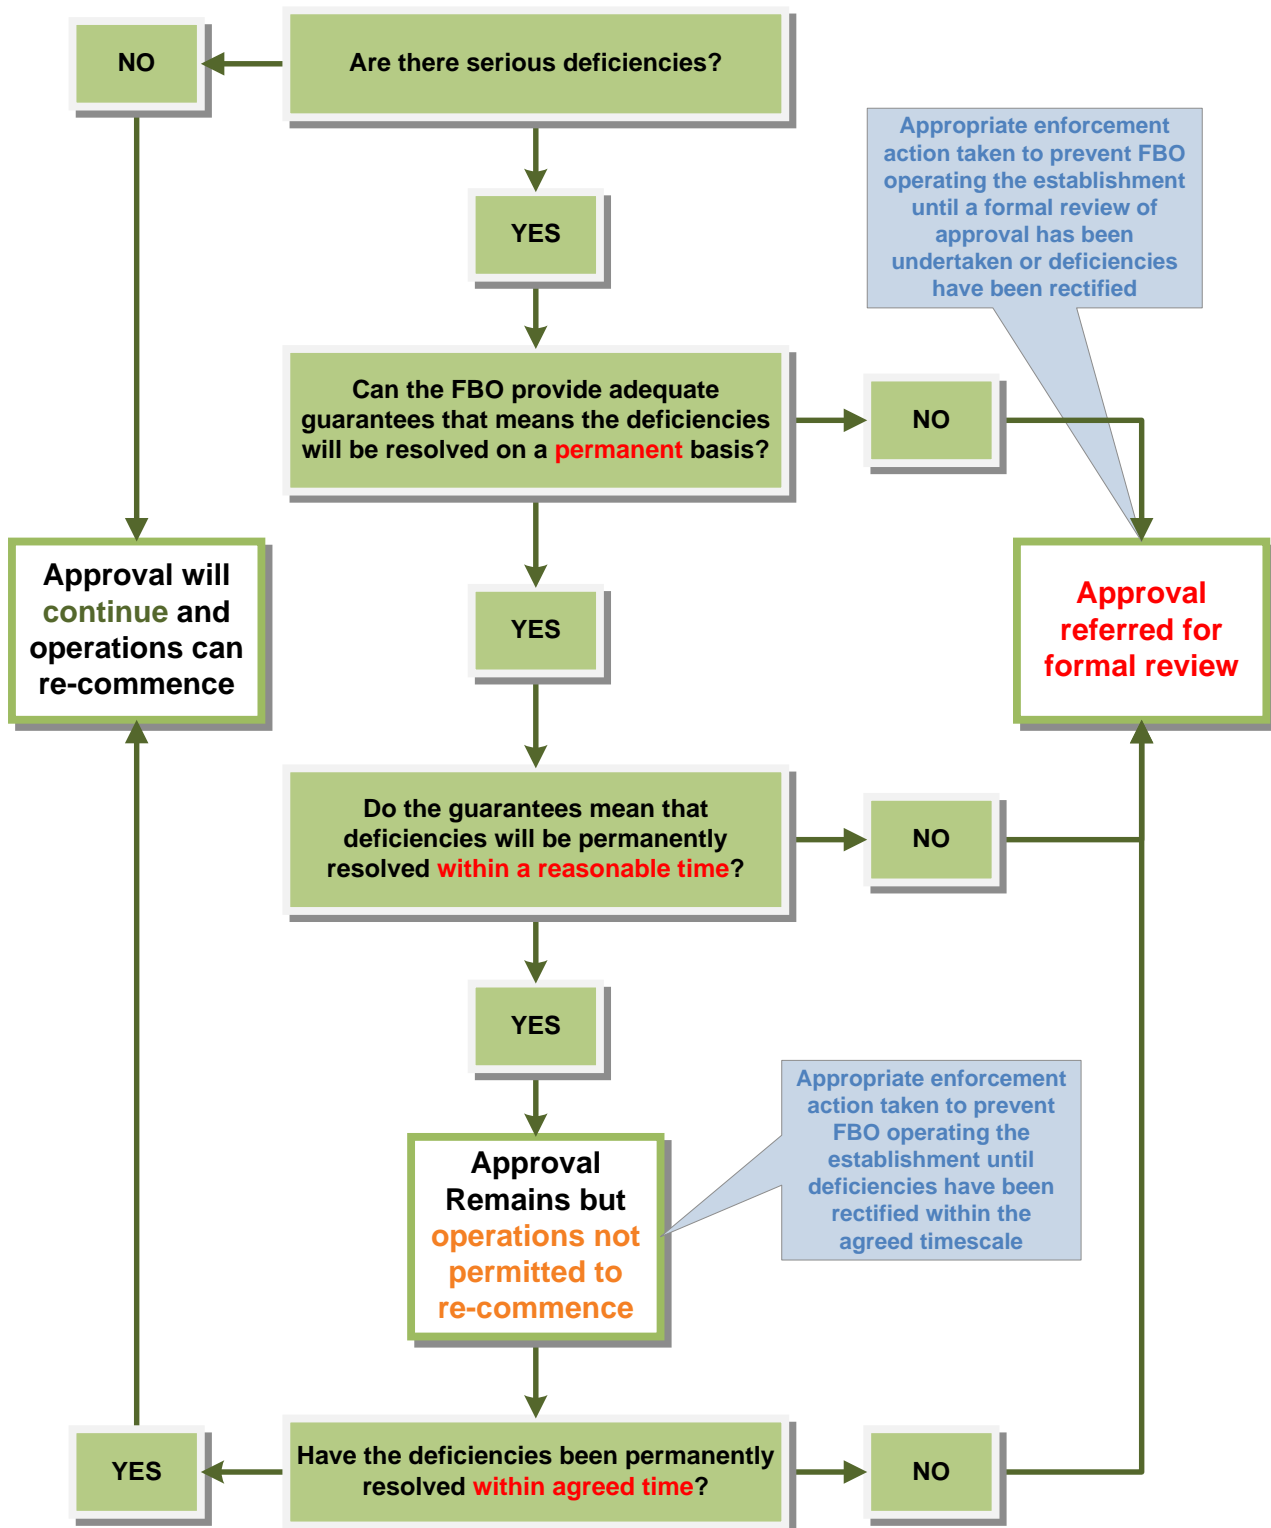 NO
Are there serious deficiencies?
Appropriate enforcement
action taken to prevent FBO
operating the establishment
until a formal review of
approval has been
undertaken or deficiencies
have been rectified
YES
Can the FBO provide adequate
guarantees that means the deficiencies
will be resolved on a permanent basis?
NO
Approval will
continue and
operations can
re-commence
YES
Approval
referred for
formal review
Do the guarantees mean that
deficiencies will be permanently
resolved within a reasonable time?
NO
YES
Appropriate enforcement
action taken to prevent
FBO operating the
establishment until
deficiencies have been
rectified within the
agreed timescale
Approval
Remains but
operations not
permitted to
re-commence
YES
Have the deficiencies been permanently
resolved within agreed time?
NO